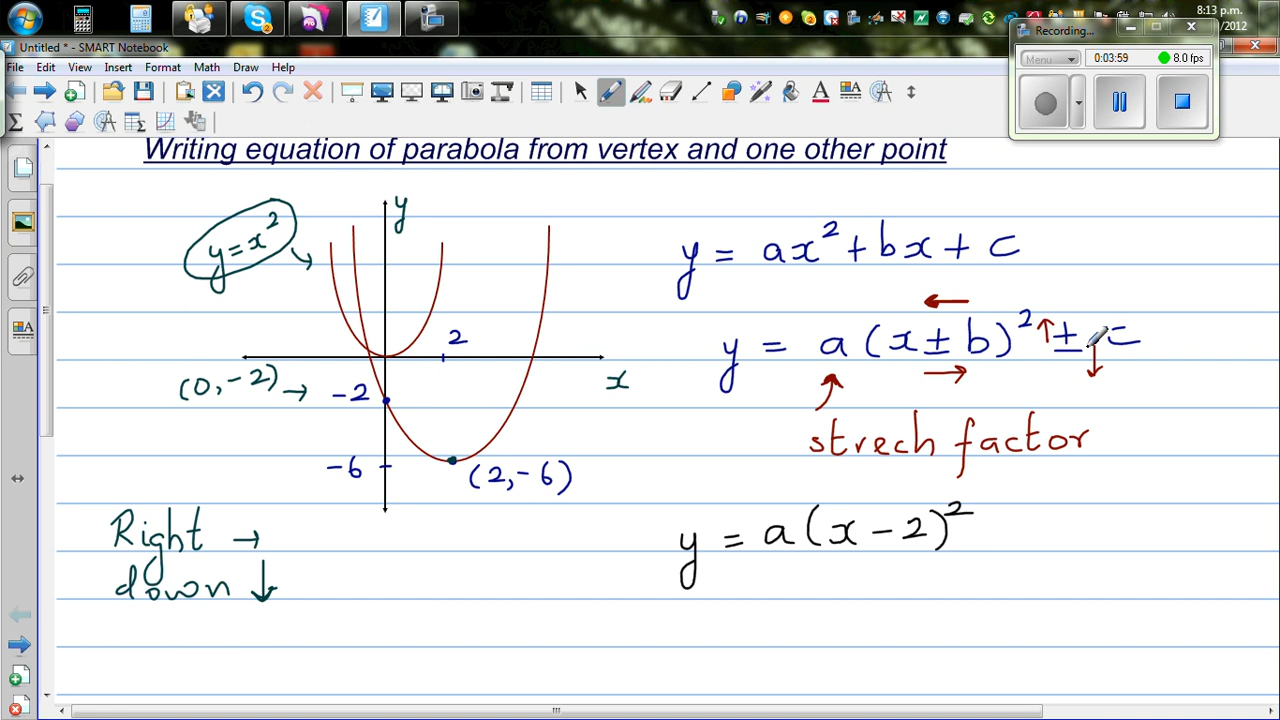 8:13 p.m.
/2012
Untitled * - SMART Notebook
Recording...
Menu
0:03:59
8.0 fps
File Edit View Insert Format Math Draw Help
Writing equation of parabola from vertex and one other point
y = x²
y
y = ax² + bx + c
2
y = a(x ± b)² ± c
x
(0, -2)
-2
strech factor
-6
(2, -6)
Right →
y = a(x - 2)²
down ↓